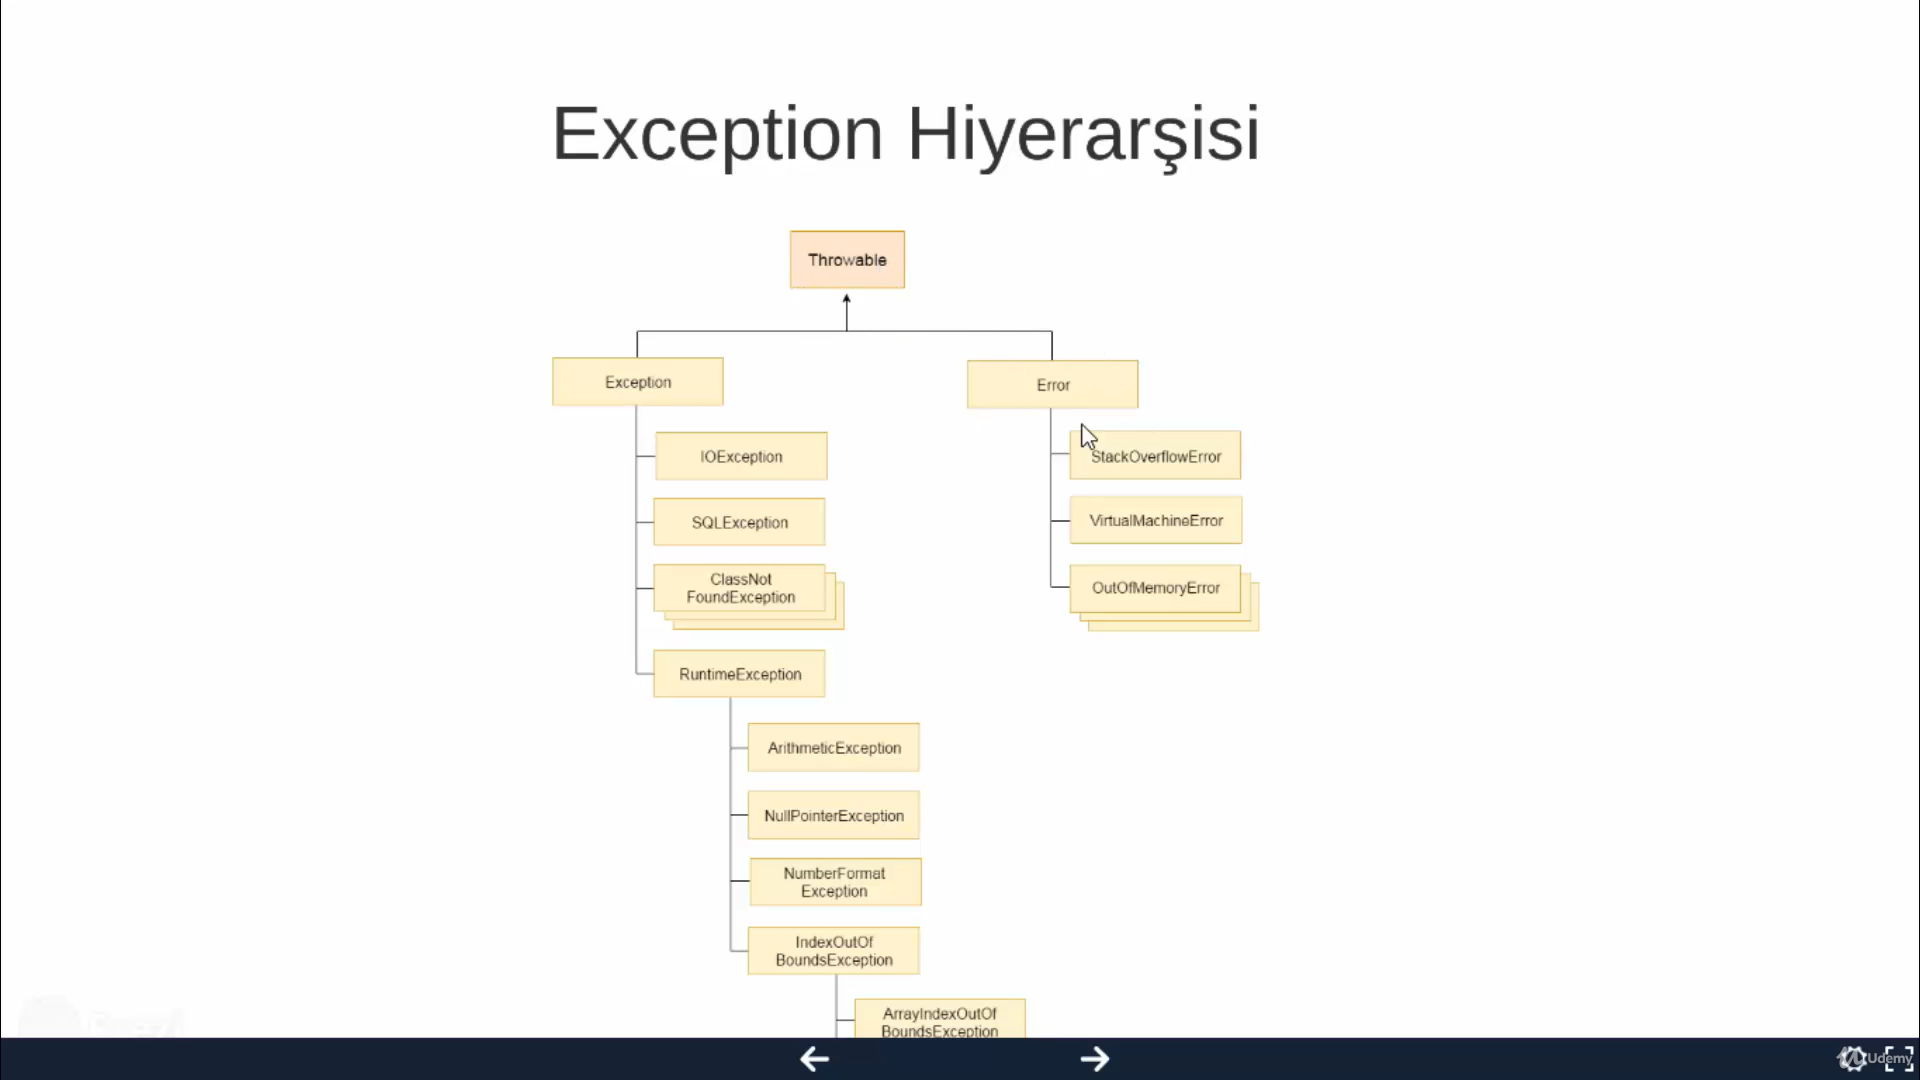 Exception Hiyerarşisi
Throwable
Exception
Error
IOException
StackOverflowError
SQLException
VirtualMachineError
ClassNot
FoundException
OutOfMemoryError
RuntimeException
ArithmeticException
NullPointerException
NumberFormat
Exception
IndexOutOf
BoundsException
ArrayIndexOutOf
BoundsException
Udemy